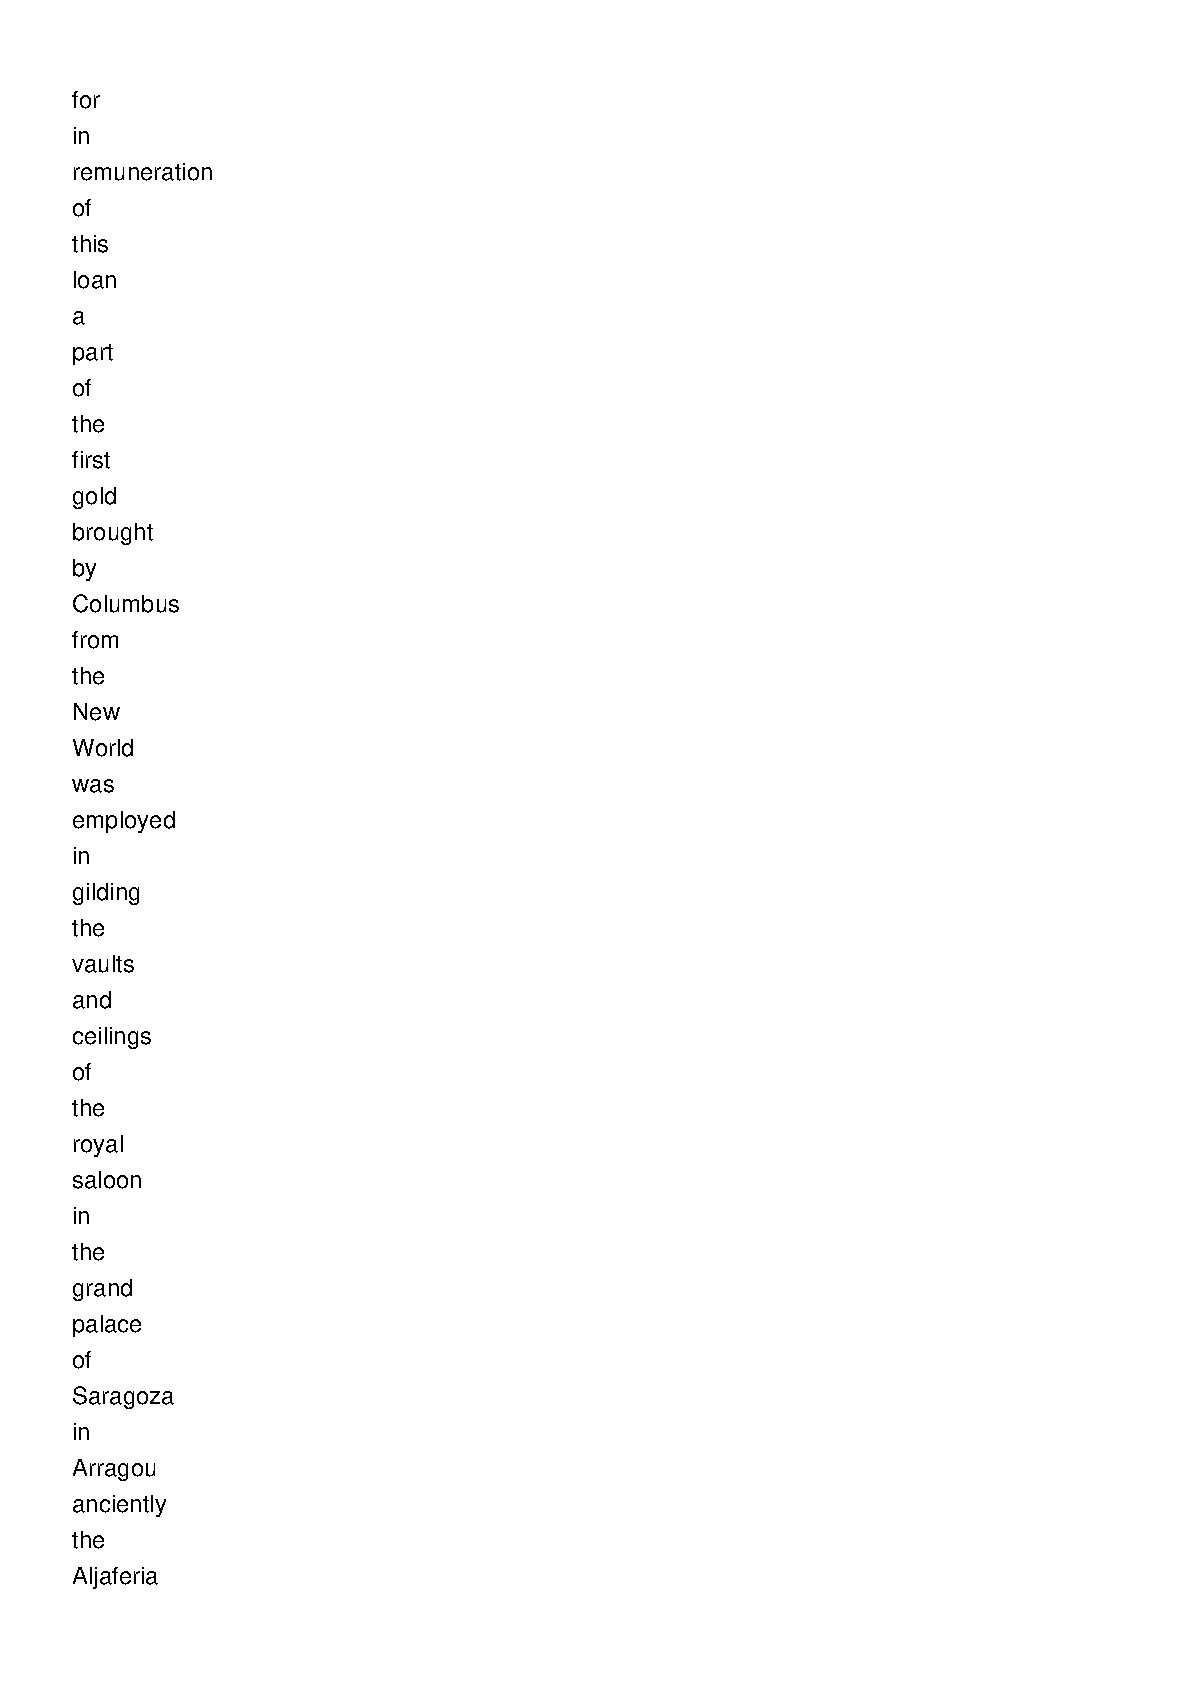 for
in
remuneration
of
this
loan
a
part
of
the
first
gold
brought
by
Columbus
from
the
New
World
was
employed
in
gilding
the
vaults
and
ceilings
of
the
royal
saloon
in
the
grand
palace
of
Saragoza
in
Arragou
anciently
the
Aljaferia